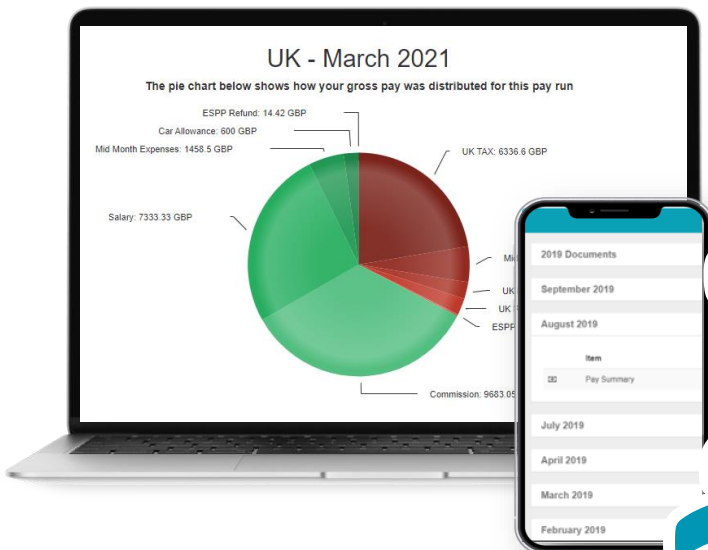 UK - March 2021
The pie chart below shows how your gross pay was distributed for this pay run
ESPP Refund: 14.42 GBP
Car Allowance: 600 GBP
Mid Month Expenses: 1458.5 GBP
UK TAX: 6336.6 GBP
Salary: 7333.33 GBP
UK
UK
ESPP
Commission: 9683.05
2019 Documents
September 2019
August 2019
Item
Pay Summary
July 2019
April 2019
March 2019
February 2019